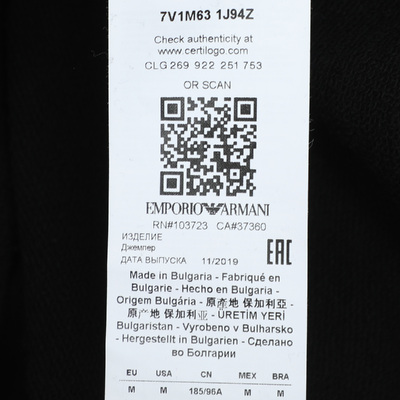 7V1M63 1J94Z
Check authenticity at
www.certilogo.com
CLG 269 922 251 753
OR SCAN
EMPORIO ARMANI
RN#103723 CA#37360
ИЗДЕЛИЕ
Джемпер
ДАТА ВЫПУСКА 11/2019
EAC
Made in Bulgaria - Fabriqué en
Bulgarie - Hecho en Bulgaria -
Origem Bulgária - 原產地 保加利亞 -
原产地 保加利亚 - ÜRETİM YERİ
Bulgaristan - Vyrobeno v Bulharsko
- Hergestellt in Bulgarien - Сделано
во Болгарии
EU USA CN MEX BRA
M M 185/96A M M